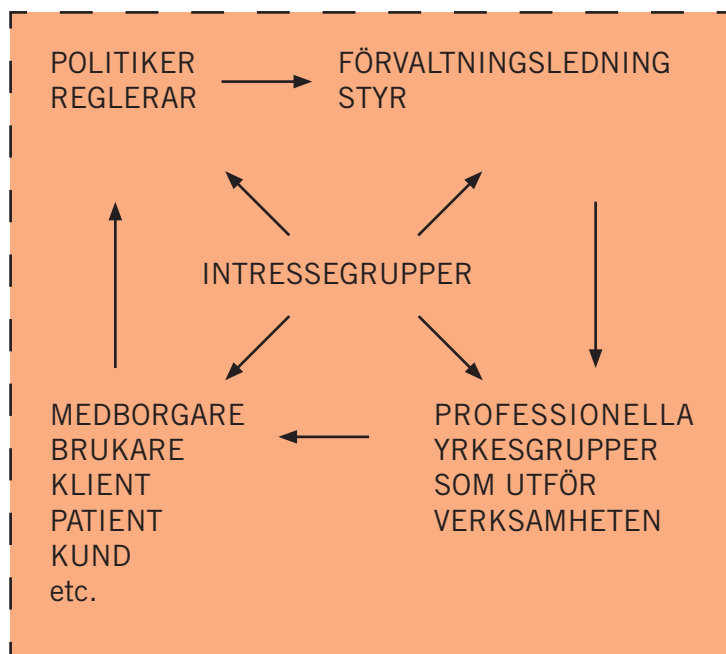 POLITIKER
REGLERAR
FÖRVALTNINGSLEDNING
STYR
INTRESSEGRUPPER
MEDBORGARE
BRUKARE
KLIENT
PATIENT
KUND
etc.
PROFESSIONELLA
YRKESGRUPPER
SOM UTFÖR
VERKSAMHETEN